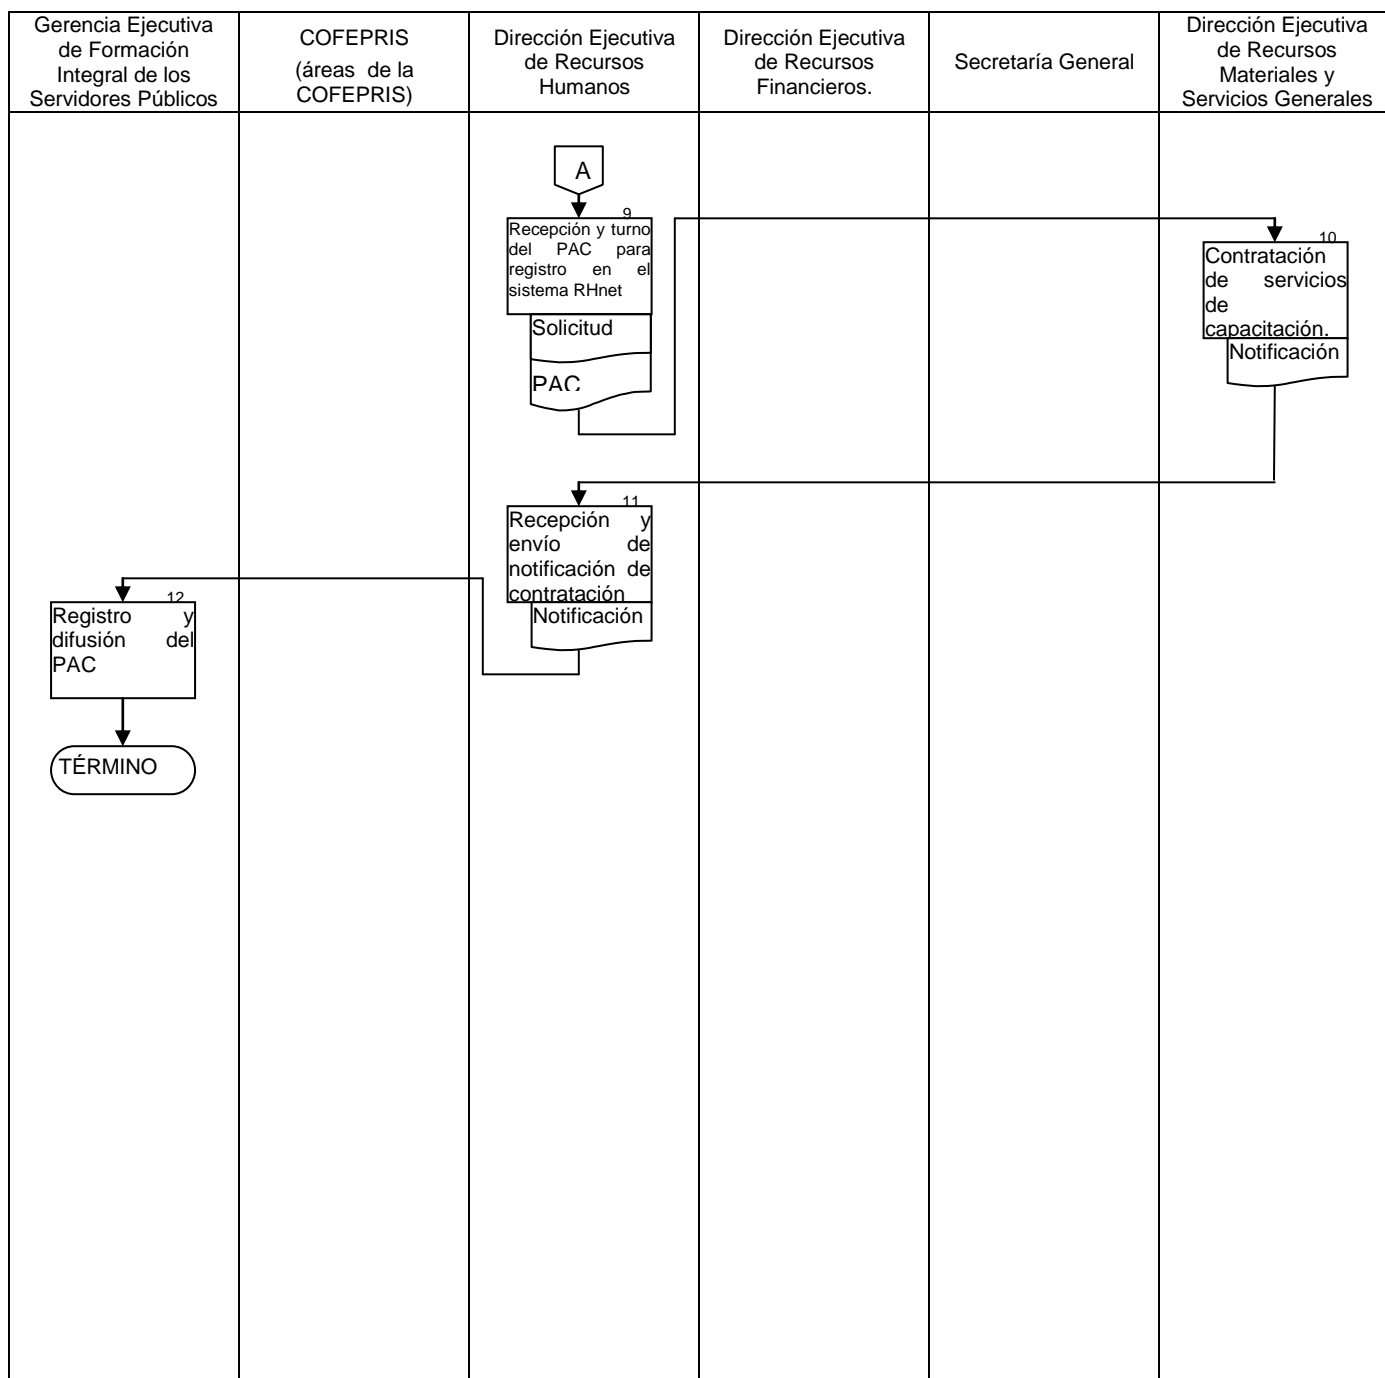 Gerencia Ejecutiva
de Formación
Integral de los
Servidores Públicos
COFEPRIS
(áreas de la
COFEPRIS)
Dirección Ejecutiva
de Recursos
Humanos
Dirección Ejecutiva
de Recursos
Financieros.
Secretaría General
Dirección Ejecutiva
de Recursos
Materiales y
Servicios Generales
A
9
Recepción y turno
del PAC para
registro en el
sistema RHnet
Solicitud
PAC
10
Contratación
de servicios
de
capacitación.
Notificación
11
Recepción y
envío de
notificación de
contratación
Notificación
12
Registro y
difusión del
PAC
TÉRMINO